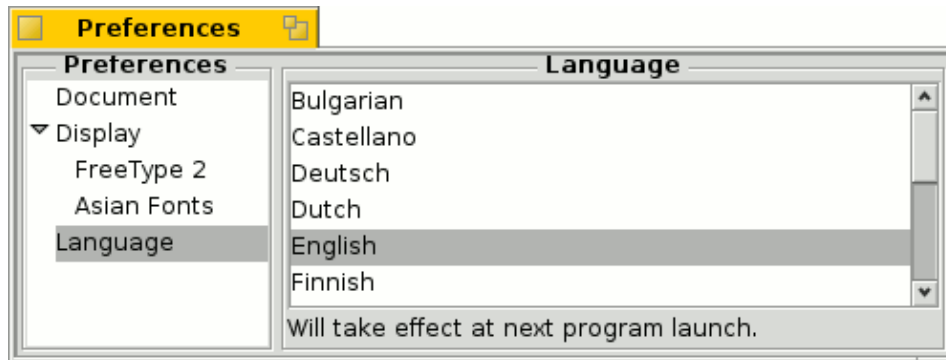 Preferences
Preferences
Document
Display
FreeType 2
Asian Fonts
Language
Language
Bulgarian
Castellano
Deutsch
Dutch
English
Finnish
Will take effect at next program launch.